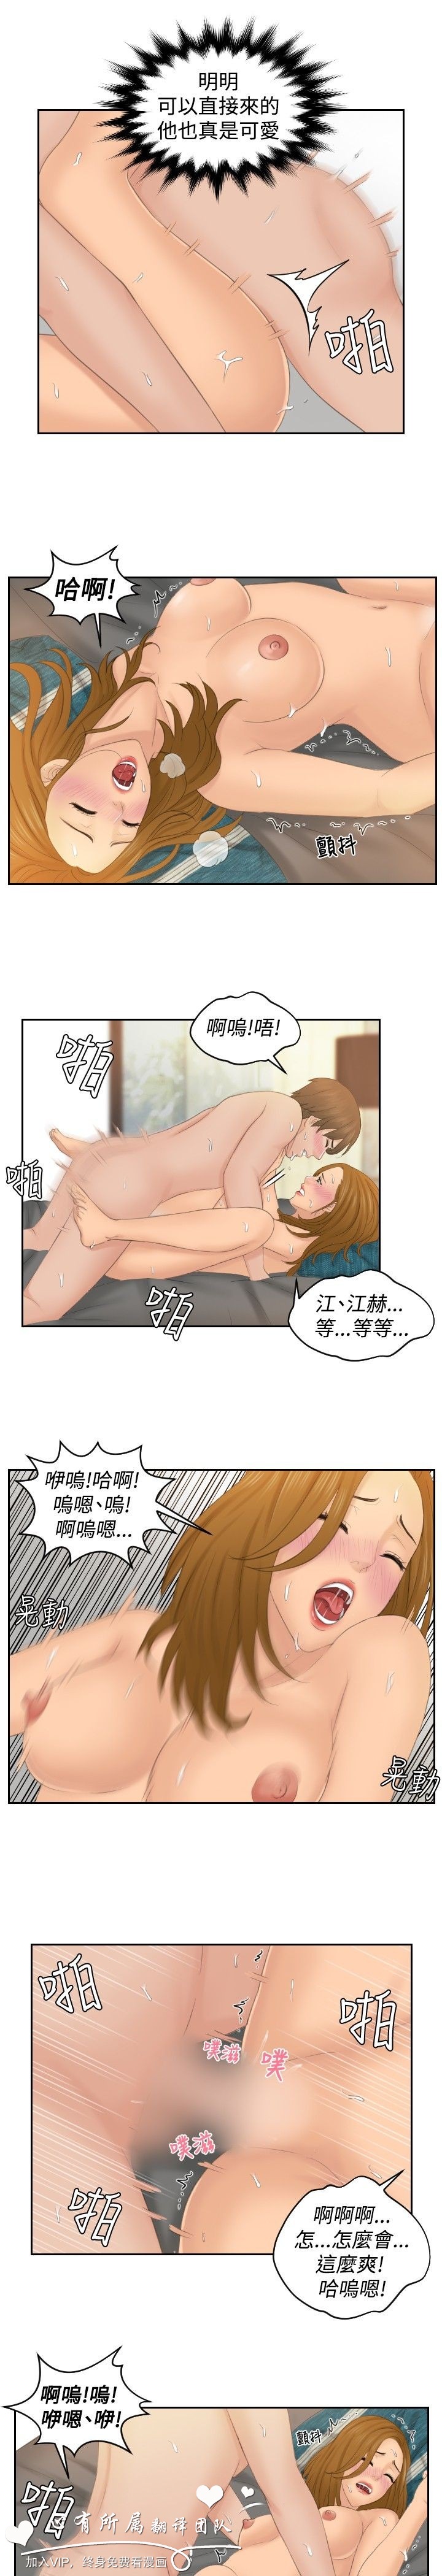 明明
可以直接來的
他也真是可愛
啪
哈啊!
顫抖
啊嗚!唔!
啪
啪
啪
江、江赫...
等...等等...
咿嗚!哈啊!
嗚嗯、嗚!
啊嗚嗯...
晃動
晃動
啪
啪
噗滋
噗
噗滋
啪
啊啊啊...
怎...怎麼會...
這麼爽!
哈嗚嗯!
啊嗚!嗚!
咿嗯、咿!
顫抖
啪
有所属翻译团队
加入VIP，终身免费看漫画